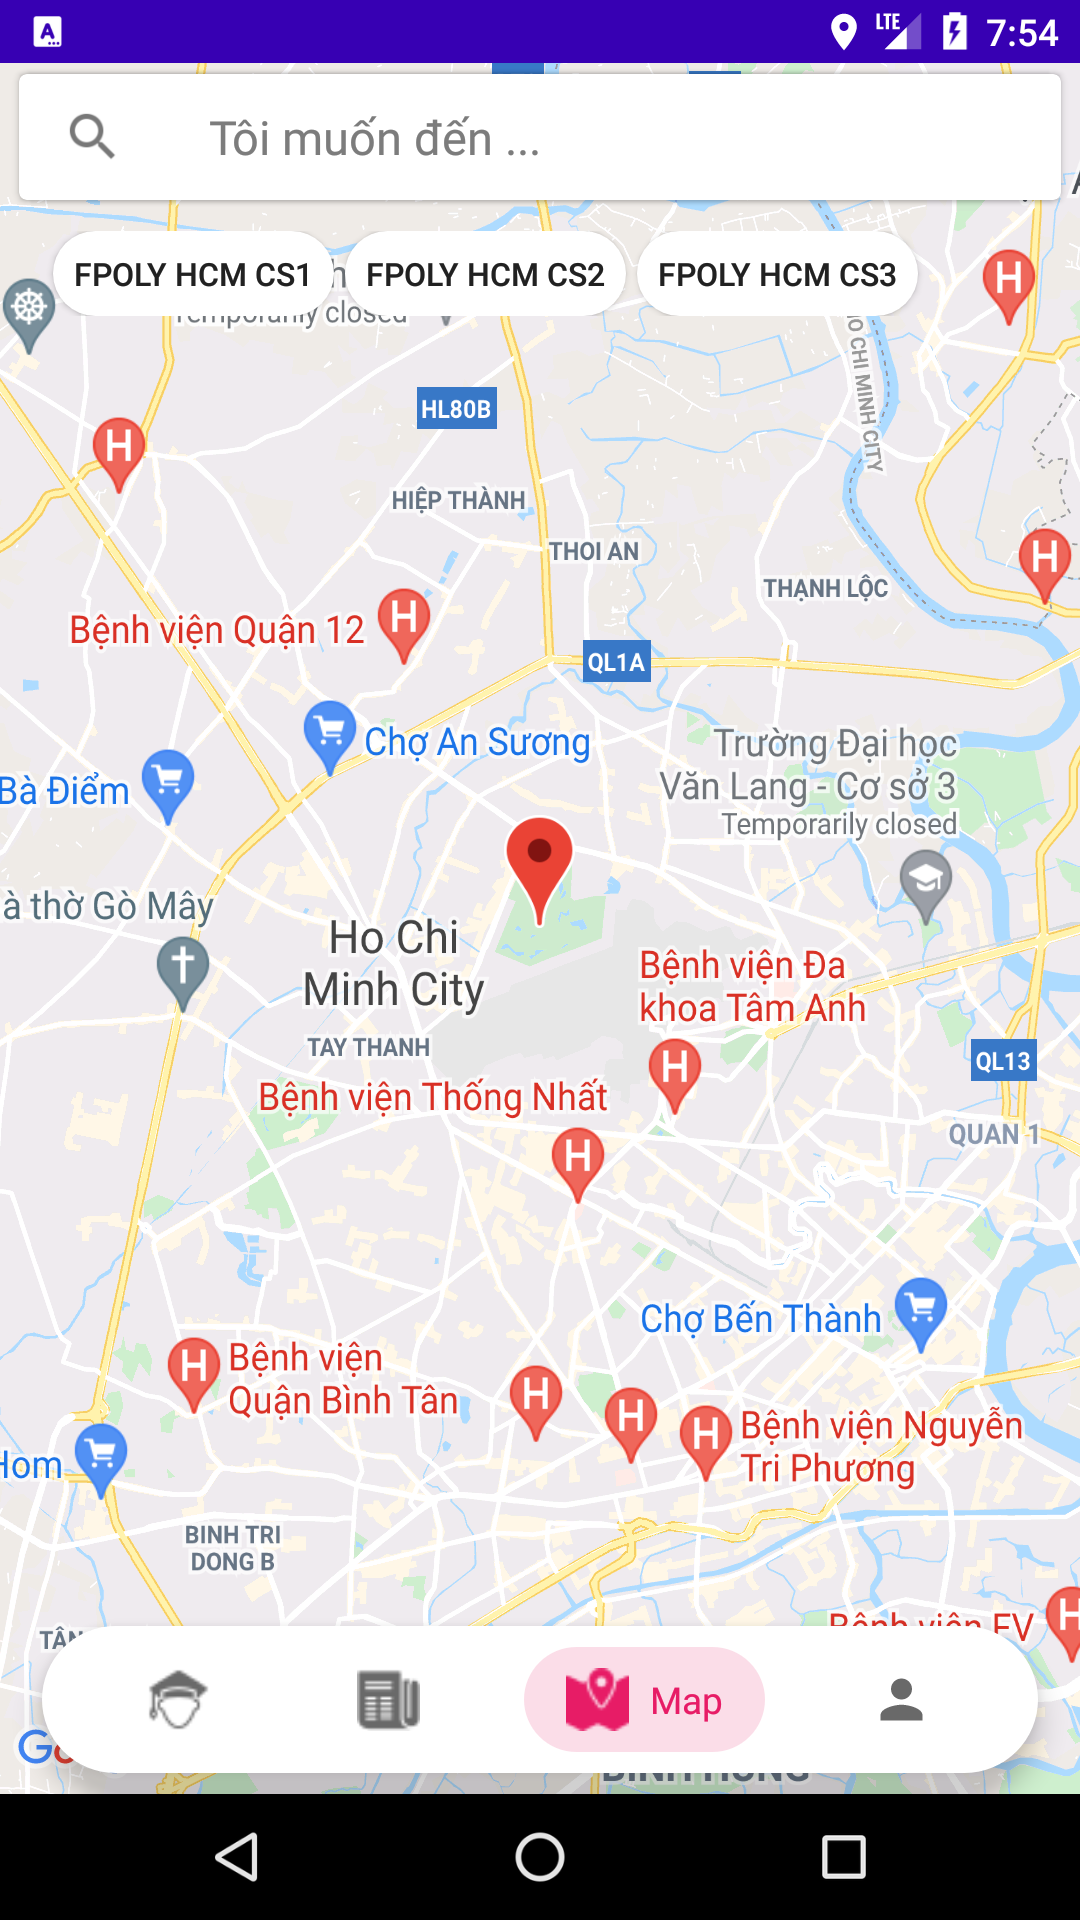 LTE 7:54
Tôi muốn đến ...
FPOLY HCM CS1
FPOLY HCM CS2
FPOLY HCM CS3
Temporarily closed
HO CHI MINH CITY
HL80B
HIỆP THÀNH
THOI AN
THẠNH LỘC
Bệnh viện Quận 12
QL1A
Chợ An Sương
Trường Đại học
Văn Lang - Cơ sở 3
Temporarily closed
Bà Điểm
à thờ Gò Mây
Ho Chi
Minh City
Bệnh viện Đa
khoa Tâm Anh
TAY THANH
QL13
Bệnh viện Thống Nhất
QUAN 1
Chợ Bến Thành
Bệnh viện
Quận Bình Tân
Bệnh viện Nguyễn
Tri Phương
Hom
BINH TRI
DONG B
TÂN
Bệnh viện FV
Map
BINH HUNG